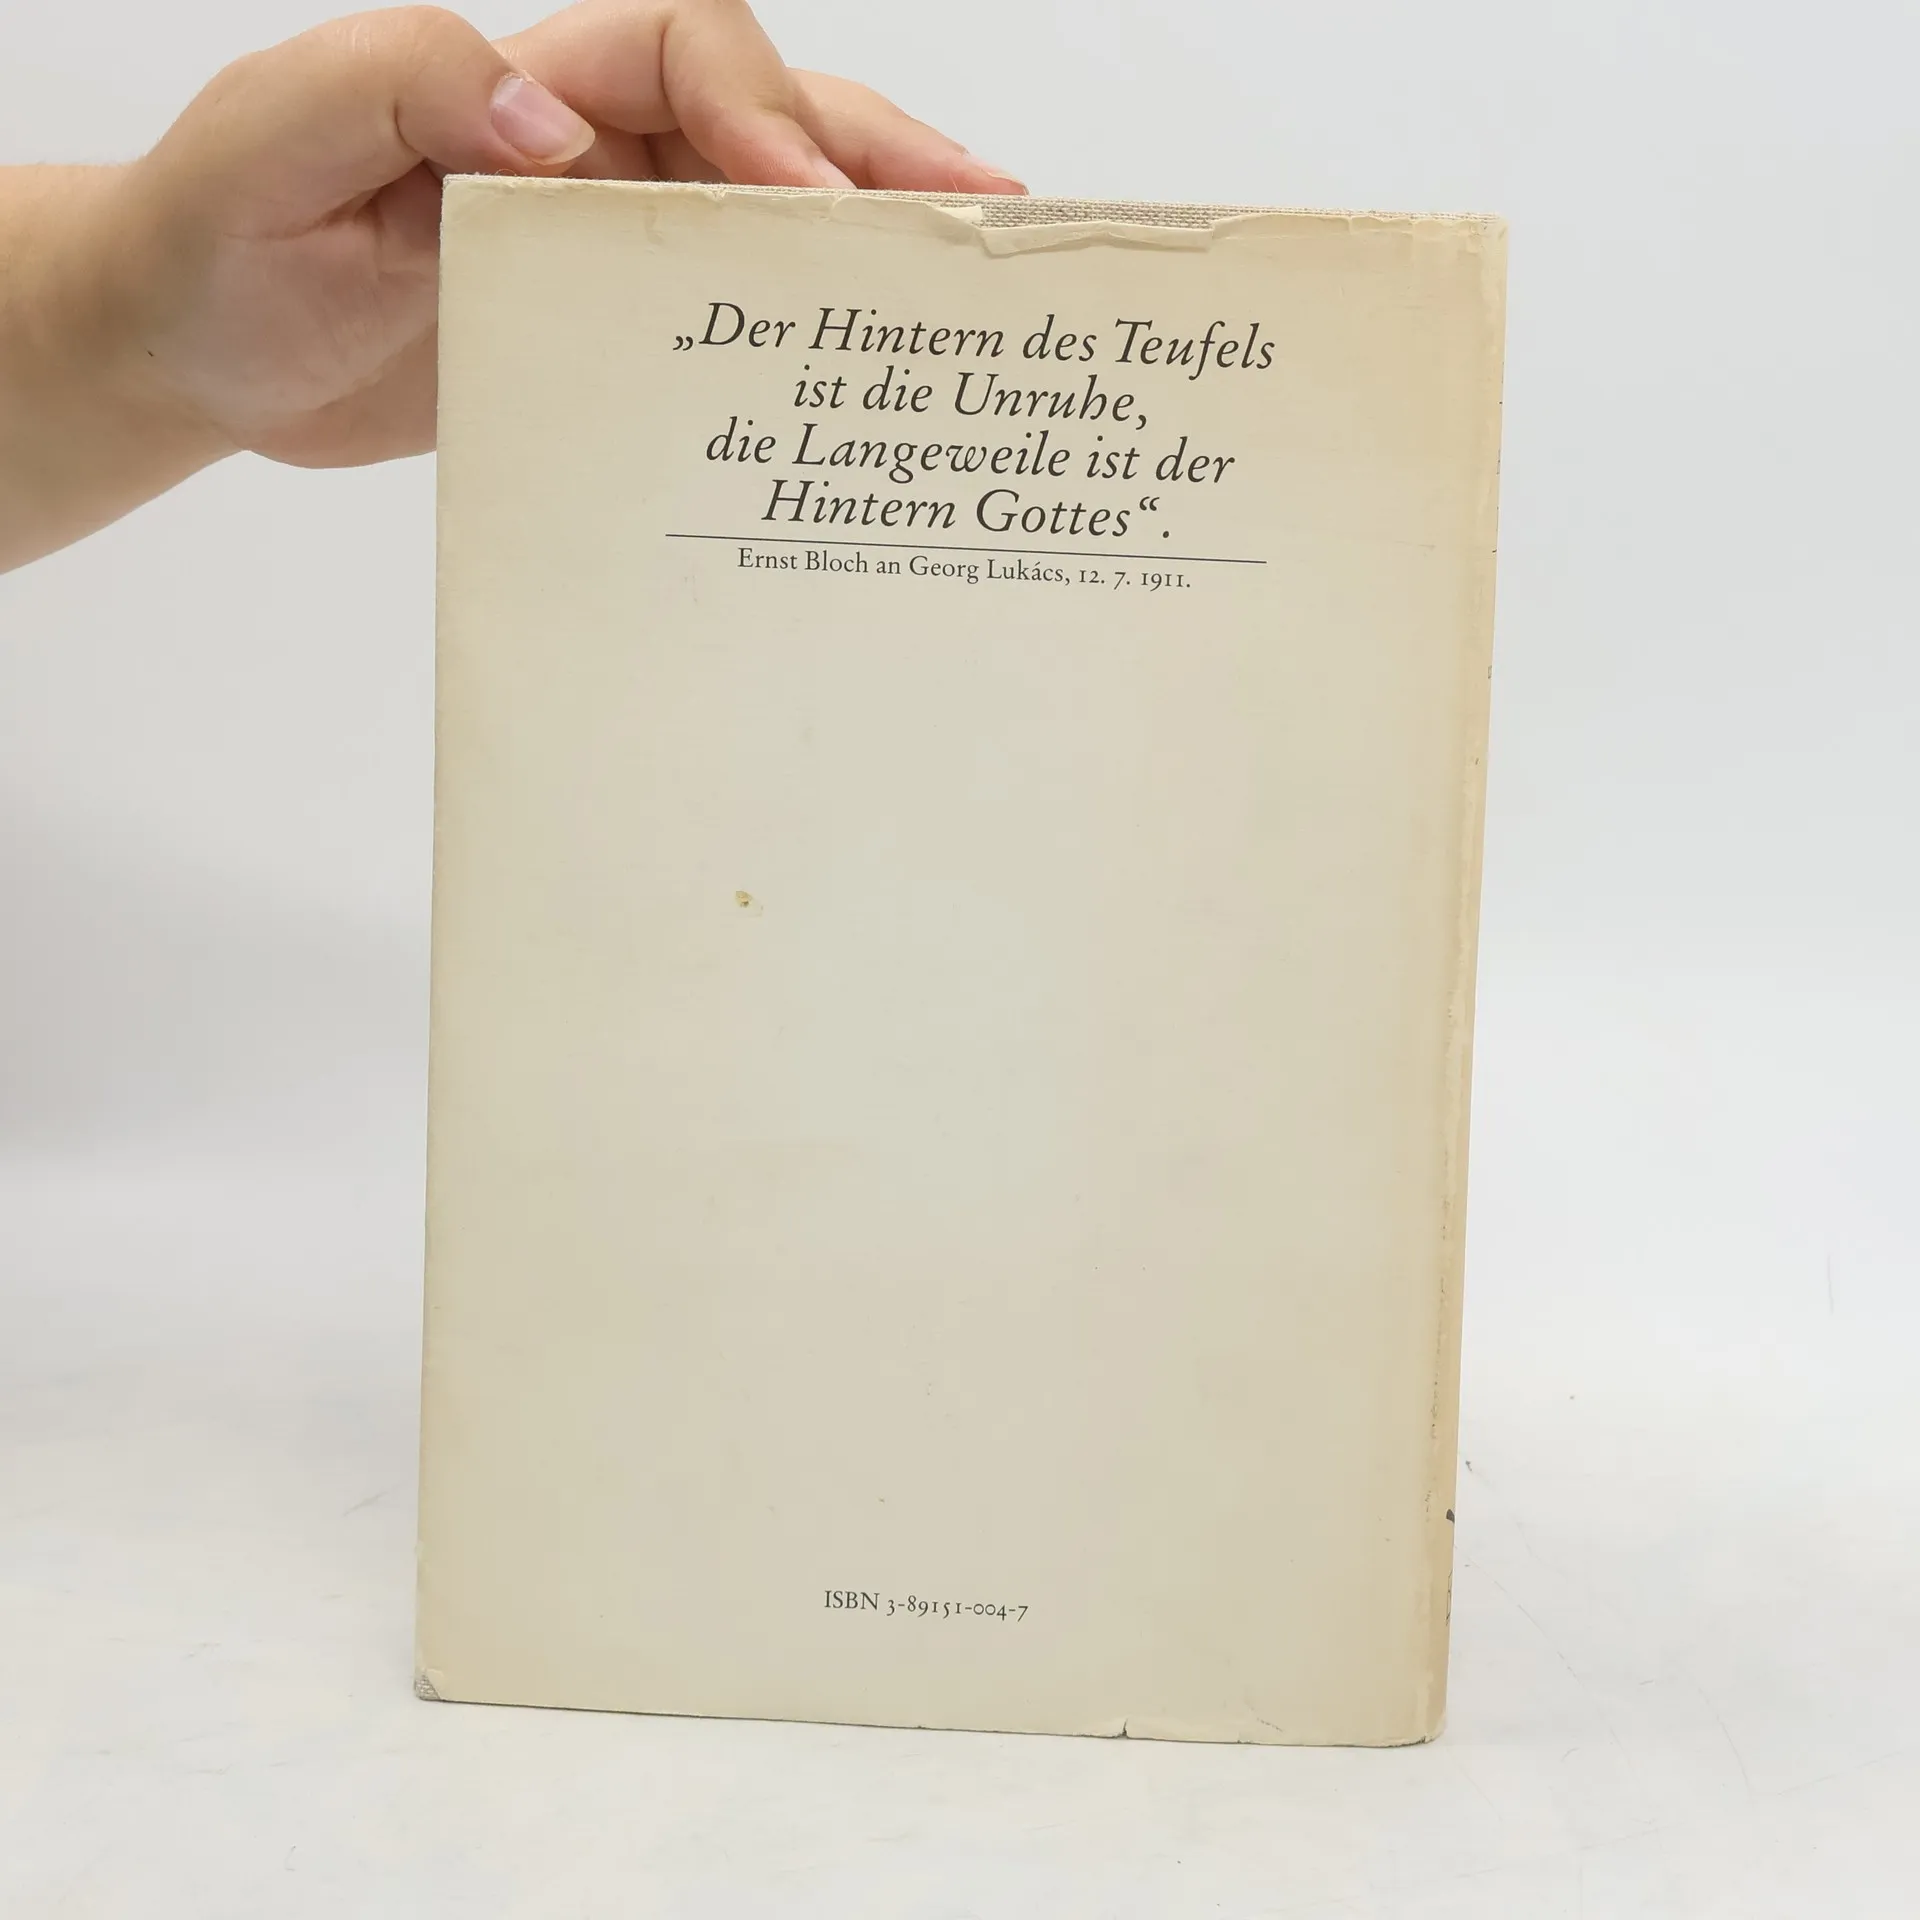 „Der Hintern des Teufels
ist die Unruhe,
die Langeweile ist der
Hintern Gottes“.
Ernst Bloch an Georg Lukács, 12. 7. 1911.
ISBN 3-89151-004-7